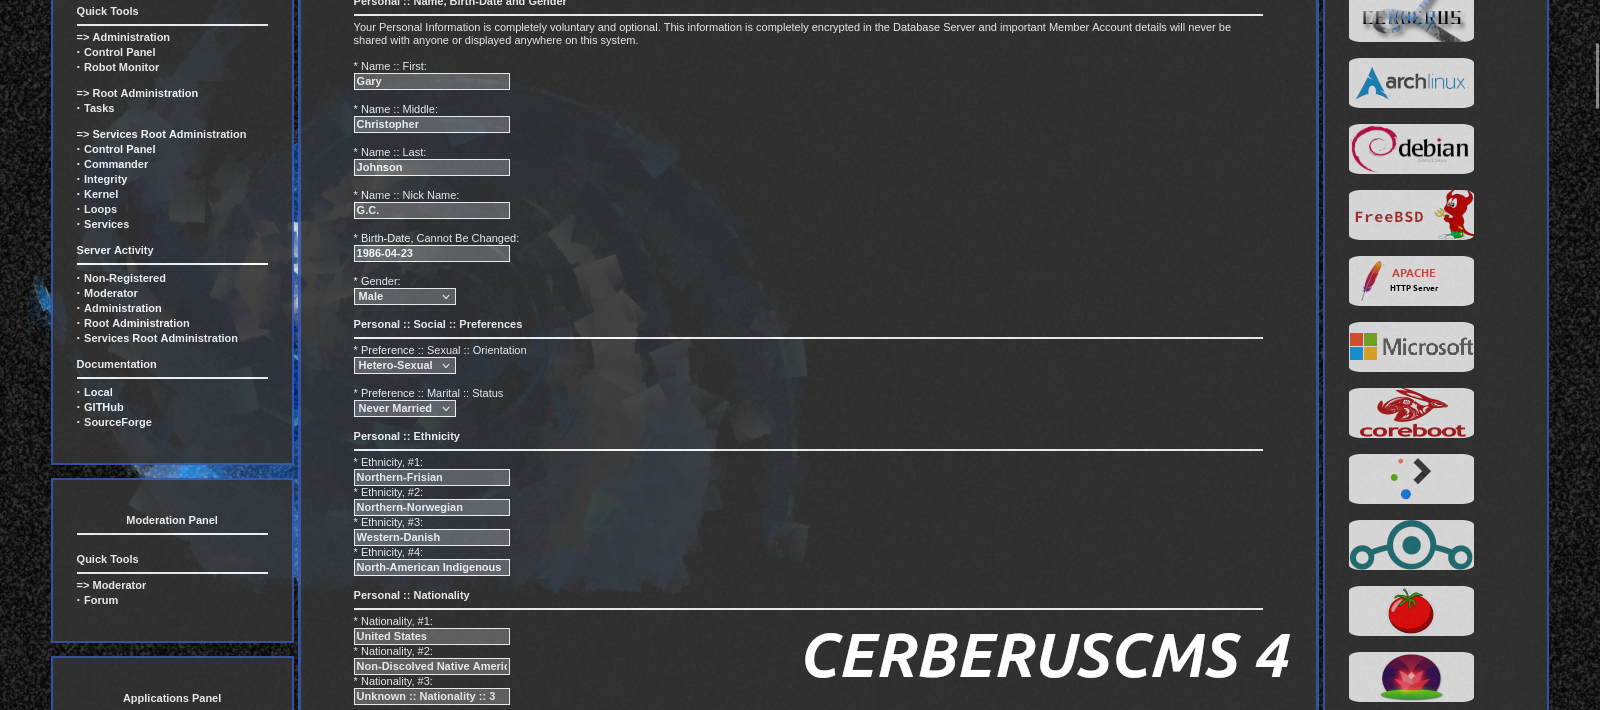 Quick Tools
=> Administration
· Control Panel
· Robot Monitor
=> Root Administration
· Tasks
=> Services Root Administration
· Control Panel
· Commander
· Integrity
· Kernel
· Loops
· Services
Server Activity
· Non-Registered
· Moderator
· Administration
· Root Administration
· Services Root Administration
Documentation
· Local
· GITHub
· SourceForge
Moderation Panel
Quick Tools
=> Moderator
· Forum
Applications Panel
Personal :: Name, Birth-Date and Gender
Your Personal Information is completely voluntary and optional. This information is completely encrypted in the Database Server and important Member Account details will never be
shared with anyone or displayed anywhere on this system.
* Name :: First:
Gary
* Name :: Middle:
Christopher
* Name :: Last:
Johnson
* Name :: Nick Name:
G.C.
* Birth-Date, Cannot Be Changed:
1986-04-23
* Gender:
Male
Personal :: Social :: Preferences
* Preference :: Sexual :: Orientation
Hetero-Sexual
* Preference :: Marital :: Status
Never Married
Personal :: Ethnicity
* Ethnicity, #1:
Northern-Frisian
* Ethnicity, #2:
Northern-Norwegian
* Ethnicity, #3:
Western-Danish
* Ethnicity, #4:
North-American Indigenous
Personal :: Nationality
* Nationality, #1:
United States
* Nationality, #2:
Non-Discolved Native Americ
* Nationality, #3:
Unknown :: Nationality :: 3
CERBERUSCMS 4
CERBERUS
archlinux
debian
FreeBSD
APACHE
HTTP Server
Microsoft
coreboot